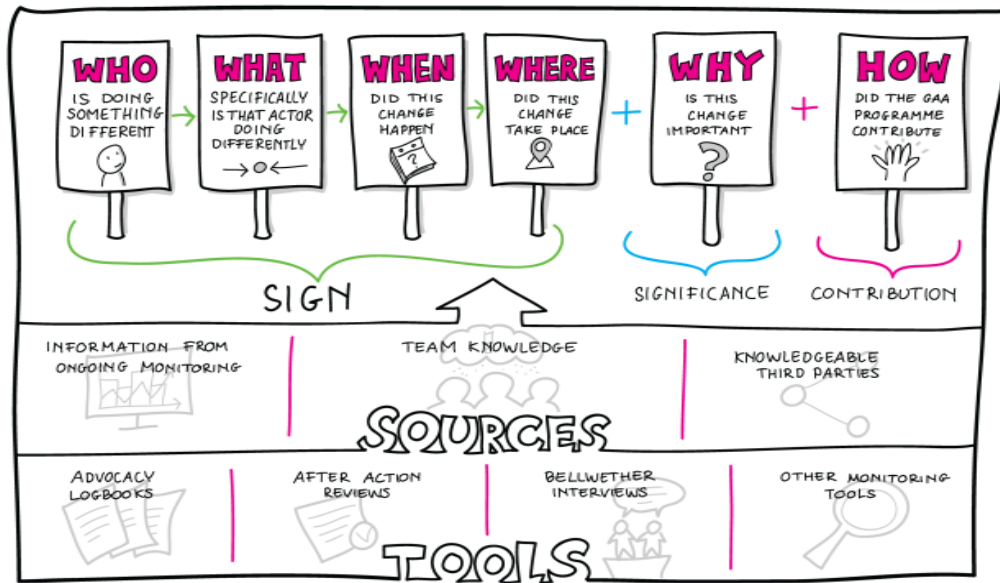 WHO
IS DOING
SOMETHING
DIFFERENT
WHAT
SPECIFICALLY
IS THAT ACTOR
DOING
DIFFERENTLY
WHEN
DID THIS
CHANGE
HAPPEN
?
WHERE
DID THIS
CHANGE
TAKE PLACE
+
WHY
IS THIS
CHANGE
IMPORTANT
?
+
HOW
DID THE GAA
PROGRAMME
CONTRIBUTE
SIGN
SIGNIFICANCE
CONTRIBUTION
INFORMATION FROM
ONGOING MONITORING
TEAM KNOWLEDGE
KNOWLEDGEABLE
THIRD PARTIES
SOURCES
ADVOCACY
LOGBOOKS
AFTER ACTION
REVIEWS
BELLWETHER
INTERVIEWS
OTHER MONITORING
TOOLS
TOOLS